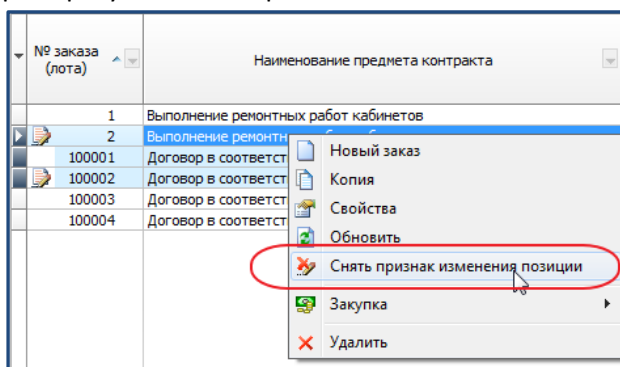 № заказа
(лота)
Наименование предмета контракта
1 Выполнение ремонтных работ кабинетов
2 Выполнение ремонтн
100001 Договор в соответст
100002 Договор в соответст
100003 Договор в соответст
100004 Договор в соответст
Новый заказ
Копия
Свойства
Обновить
Снять признак изменения позиции
Закупка
Удалить